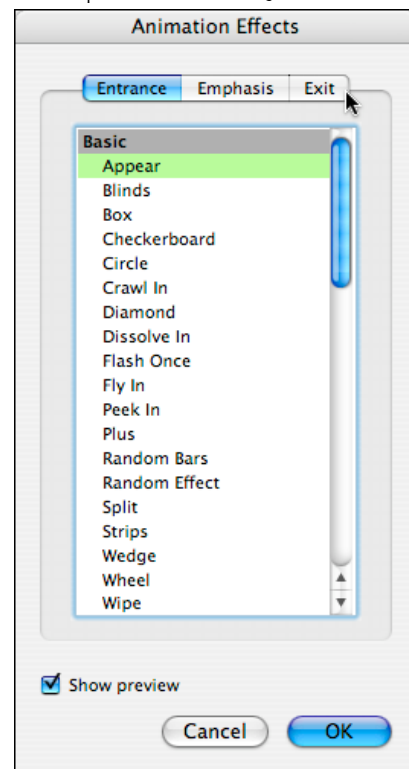 Animation Effects
Entrance Emphasis Exit
Basic
Appear
Blinds
Box
Checkerboard
Circle
Crawl In
Diamond
Dissolve In
Flash Once
Fly In
Peek In
Plus
Random Bars
Random Effect
Split
Strips
Wedge
Wheel
Wipe
Show preview
Cancel OK